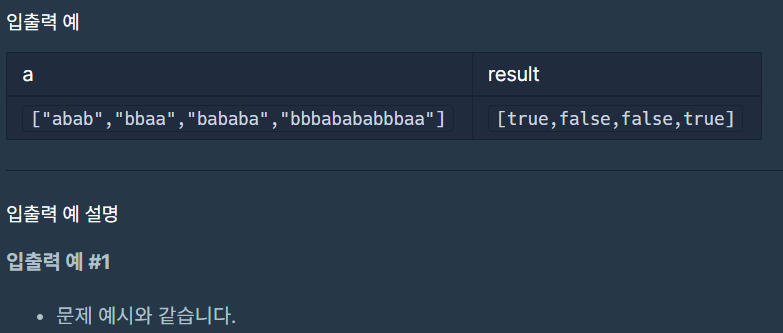 입출력 예
a result
["abab","bbaa","bababa","bbbabababbbaa"] [true,false,false,true]
입출력 예 설명
입출력 예 #1
• 문제 예시와 같습니다.